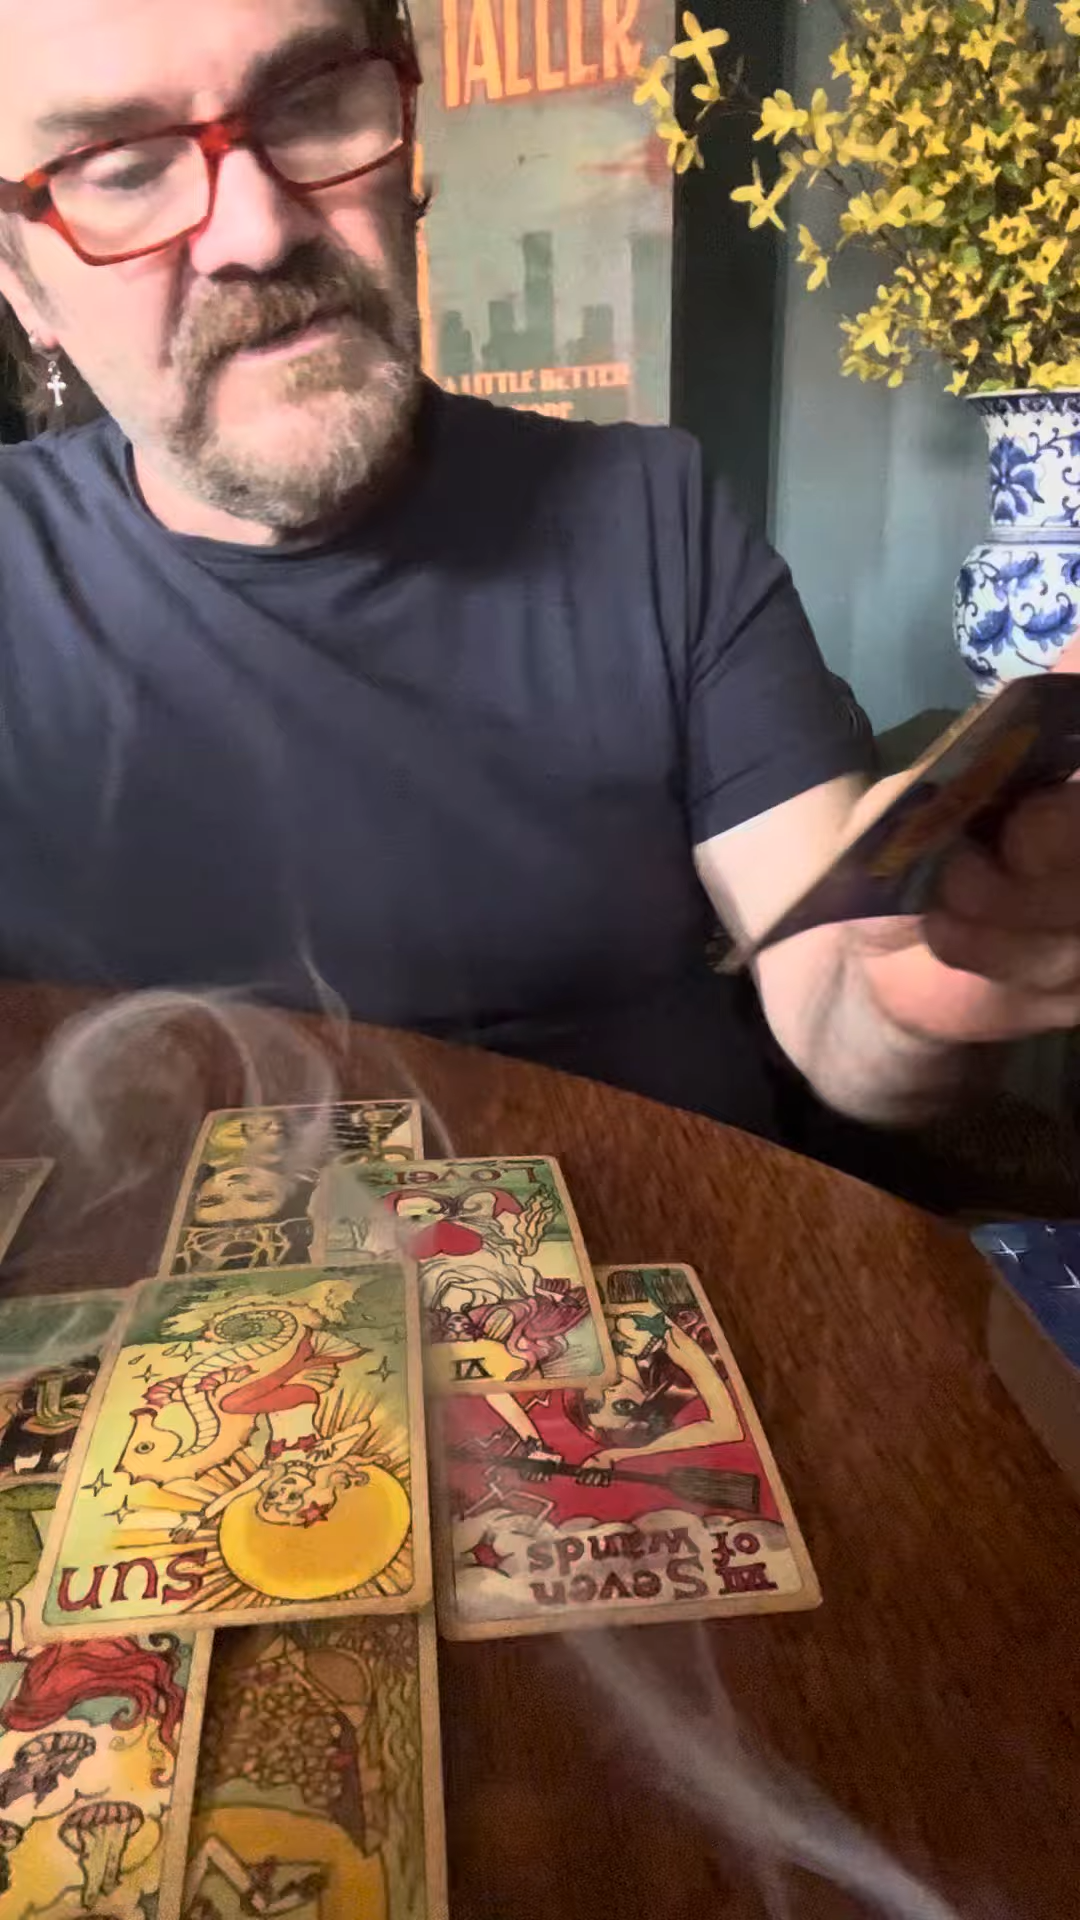 TALLER
A LITTLE BETTER
Lovers
VI
sun
VII Seven
of wands